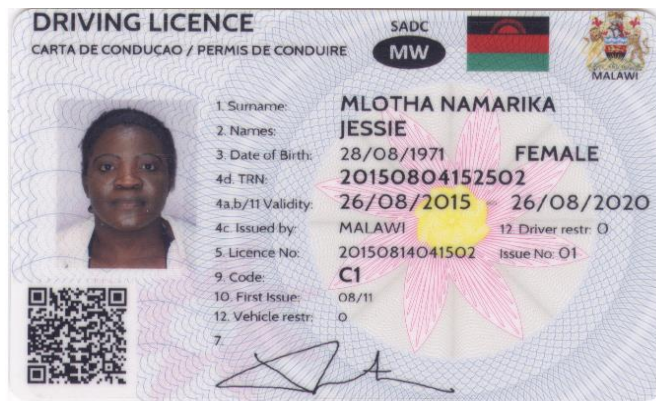 DRIVING LICENCE
CARTA DE CONDUÇAO / PERMIS DE CONDUIRE
SADC
MW
MALAWI
1. Surname: MLOTHA NAMARIKA
2. Names: JESSIE
3. Date of Birth: 28/08/1971 FEMALE
4d. TRN: 20150804152502
4a,b/11 Validity: 26/08/2015 - 26/08/2020
4c. Issued by: MALAWI 12. Driver restr: 0
5. Licence No: 20150814041502 Issue No: 01
9. Code: C1
10. First Issue: 08/11
12. Vehicle restr: 0
7.